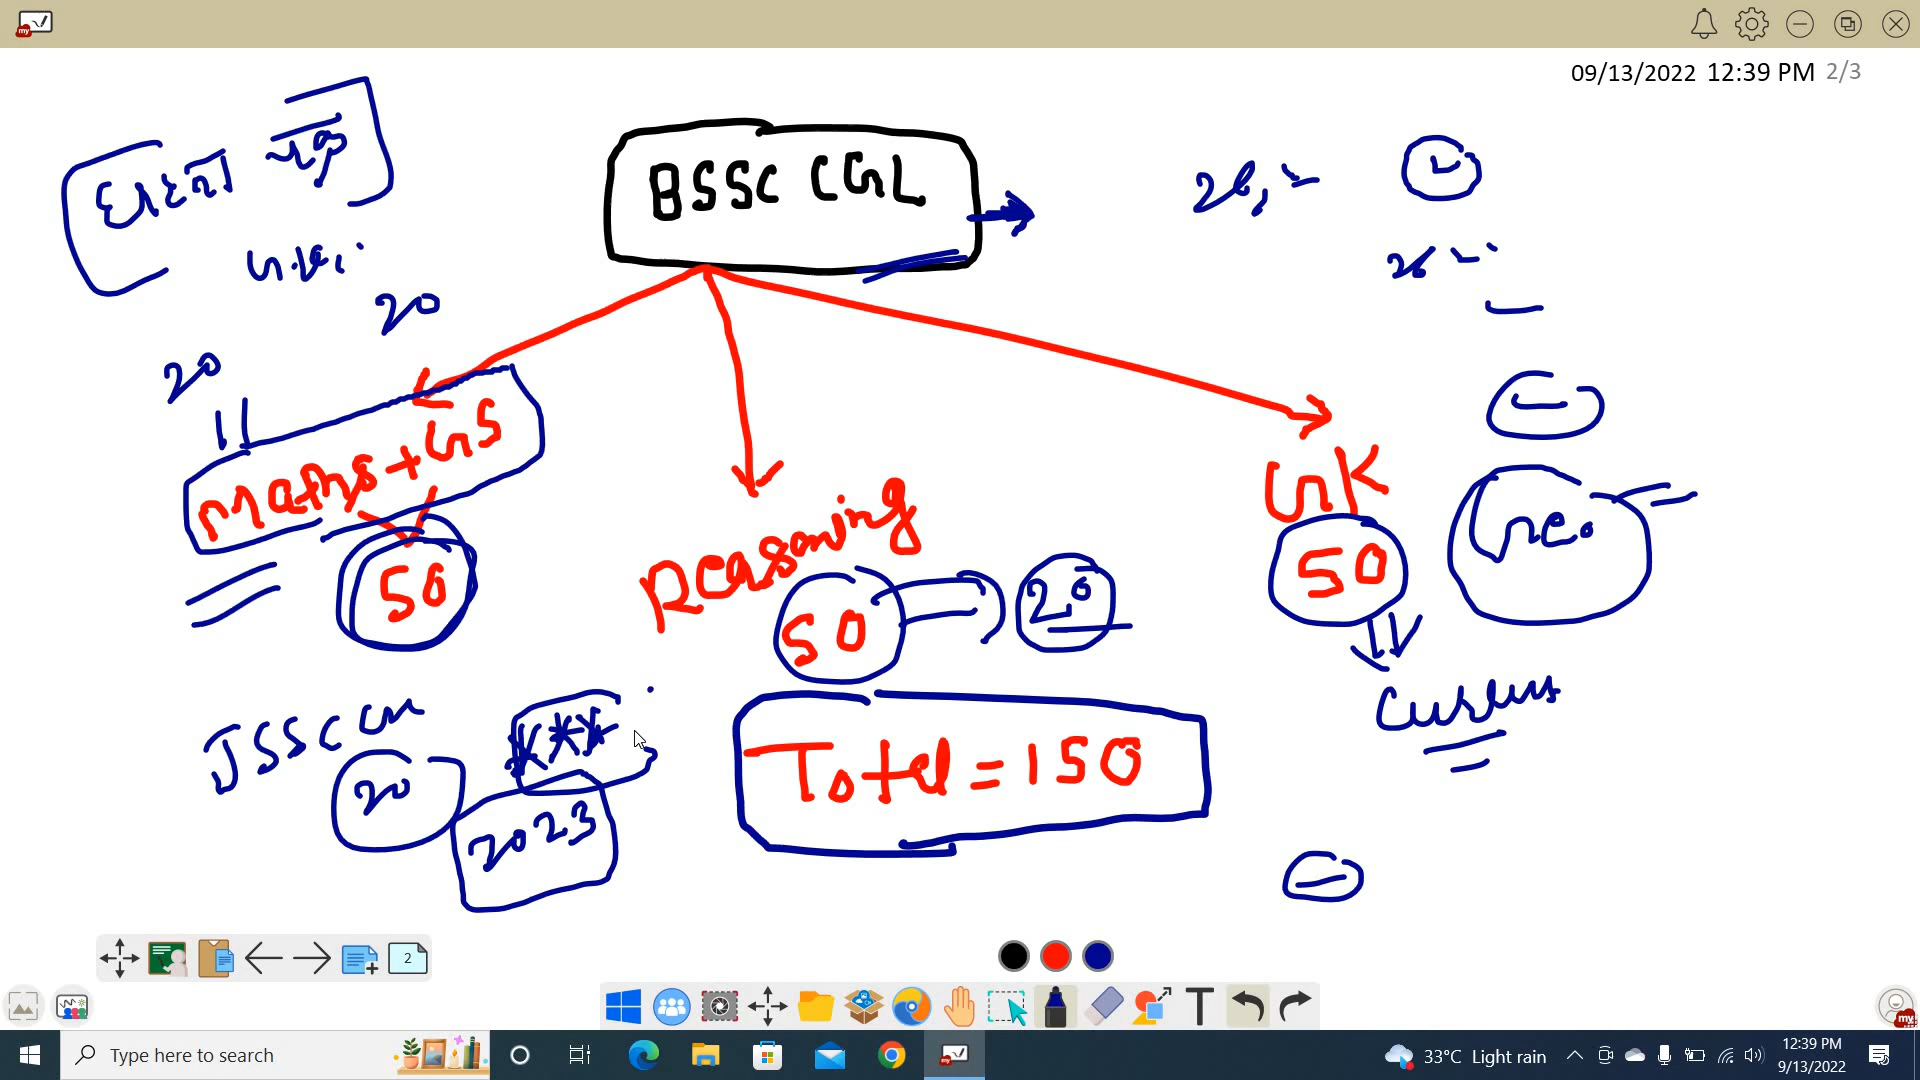 09/13/2022 12:39 PM 2/3
BSSC CGL
G.K.
20
20
Maths+GS
50
Reasoning
50
20
GK
50
Geo
Current
JSSC CGL
20
2023
Total = 150
2
Type here to search
33°C Light rain
12:39 PM
9/13/2022